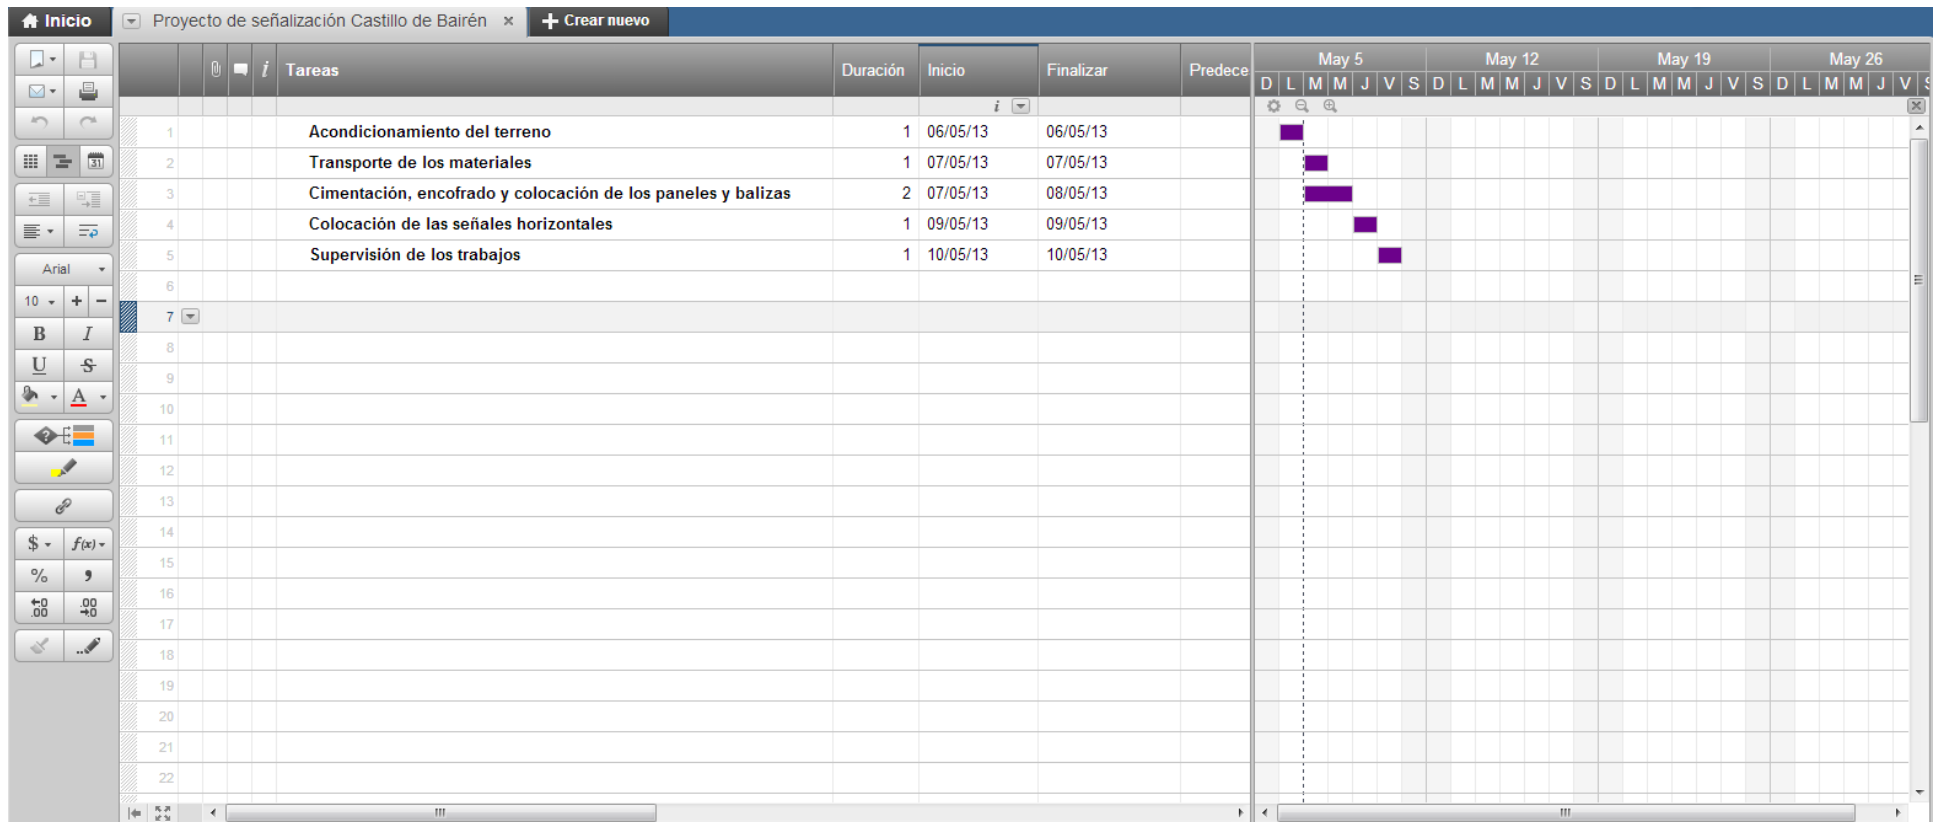 Inicio Proyecto de señalización Castillo de Bairén × Crear nuevo
i Tareas Duración Inicio Finalizar Predece May 5 May 12 May 19 May 26
D L M M J V S D L M M J V S D L M M J V S D L M M J V S
i
1 Acondicionamiento del terreno 1 06/05/13 06/05/13
2 Transporte de los materiales 1 07/05/13 07/05/13
3 Cimentación, encofrado y colocación de los paneles y balizas 2 07/05/13 08/05/13
4 Colocación de las señales horizontales 1 09/05/13 09/05/13
5 Supervisión de los trabajos 1 10/05/13 10/05/13
6
7
8
9
10
11
12
13
14
15
16
17
18
19
20
21
22
31
Arial
10 + −
B I
U S
A
$ f(x)
% ,
.0 .00
.00 .0